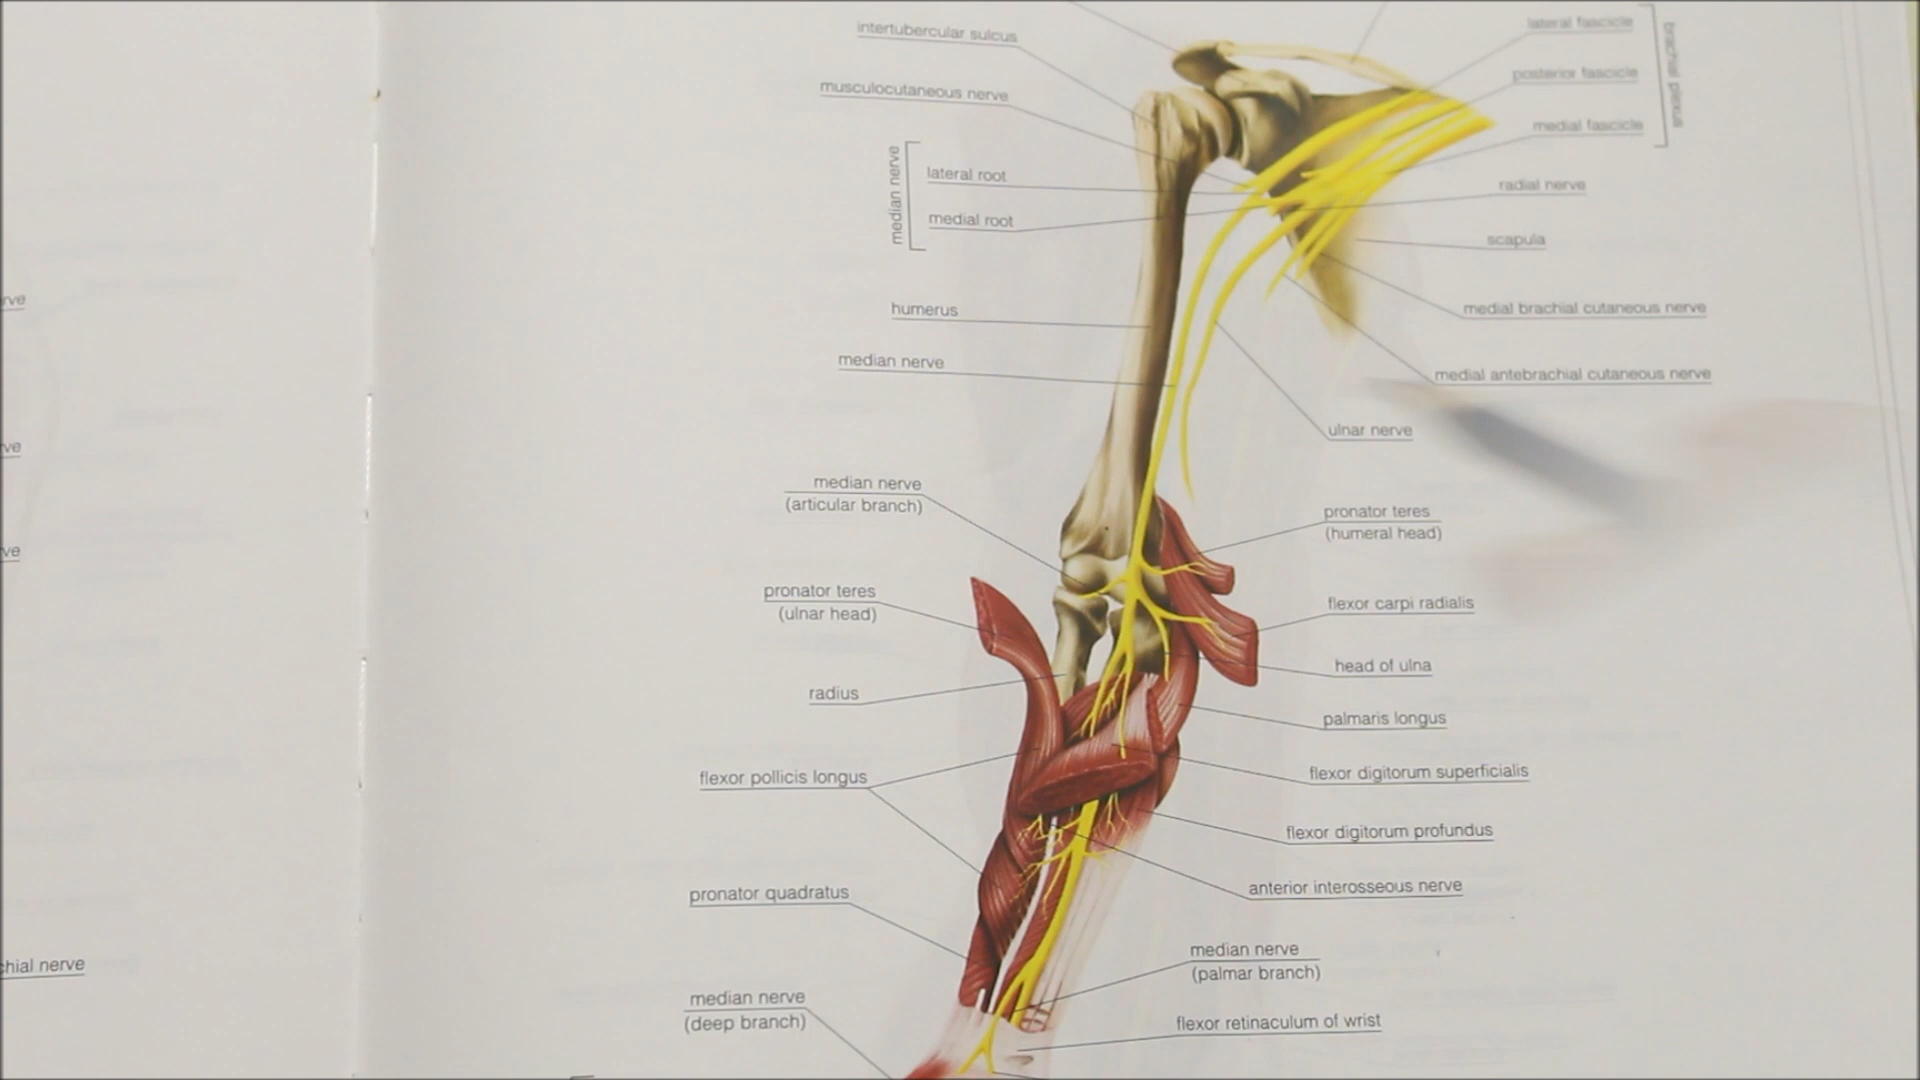 rve
ve
ve
chial nerve
intertubercular sulcus
musculocutaneous nerve
median nerve
lateral root
medial root
humerus
median nerve
median nerve
(articular branch)
pronator teres
(ulnar head)
radius
flexor pollicis longus
pronator quadratus
median nerve
(deep branch)
lateral fascicle
posterior fascicle
medial fascicle
brachial plexus
radial nerve
scapula
medial brachial cutaneous nerve
medial antebrachial cutaneous nerve
ulnar nerve
pronator teres
(humeral head)
flexor carpi radialis
head of ulna
palmaris longus
flexor digitorum superficialis
flexor digitorum profundus
anterior interosseous nerve
median nerve
(palmar branch)
flexor retinaculum of wrist